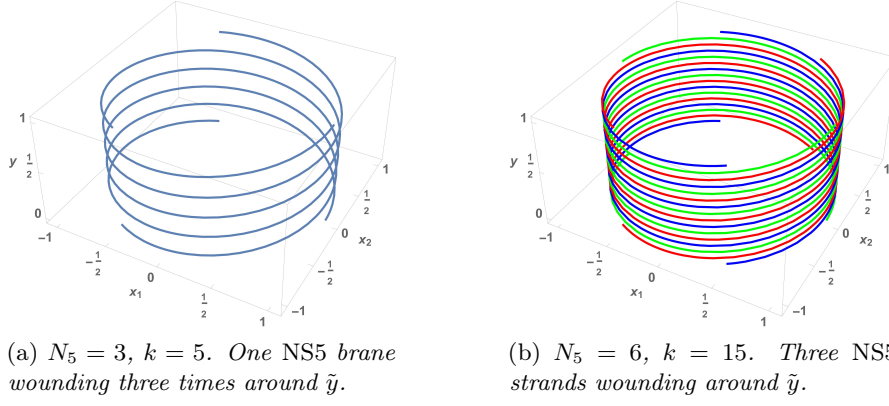 1
y
1/2
0
−1
−1/2
0
x₁
1/2
1
−1
−1/2
0
x₂
1/2
1
1
y
1/2
0
−1
−1/2
0
x₁
1/2
1
−1
−1/2
0
x₂
1/2
1
(a) N₅ = 3, k = 5. One NS5 brane
wounding three times around ỹ.
(b) N₅ = 6, k = 15. Three NS5
strands wounding around ỹ.